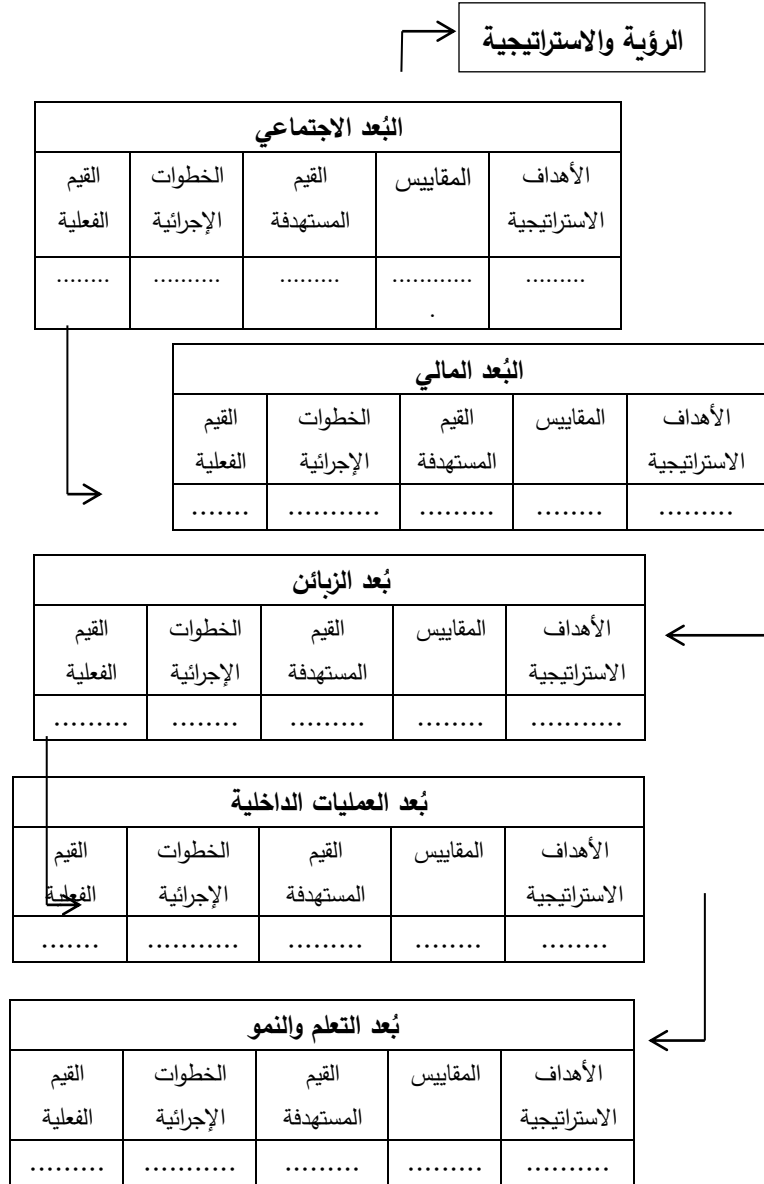 الرؤية والاستراتيجية
البُعد الاجتماعي
الأهداف الاستراتيجية المقاييس القيم المستهدفة الخطوات الإجرائية القيم الفعلية
......... ............. ......... .......... ........
البُعد المالي
الأهداف الاستراتيجية المقاييس القيم المستهدفة الخطوات الإجرائية القيم الفعلية
......... ........ ......... ........... .......
بُعد الزبائن
الأهداف الاستراتيجية المقاييس القيم المستهدفة الخطوات الإجرائية القيم الفعلية
........... ........ ......... ........ .........
بُعد العمليات الداخلية
الأهداف الاستراتيجية المقاييس القيم المستهدفة الخطوات الإجرائية القيم الفعلية
........ ........ ......... ........... .......
بُعد التعلم والنمو
الأهداف الاستراتيجية المقاييس القيم المستهدفة الخطوات الإجرائية القيم الفعلية
.......... ......... ......... ........... .........